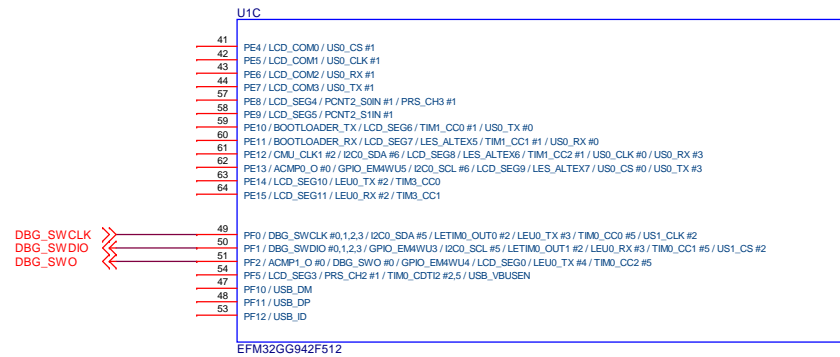 U1C
41 PE4 / LCD_COM0 / US0_CS #1
42 PE5 / LCD_COM1 / US0_CLK #1
43 PE6 / LCD_COM2 / US0_RX #1
44 PE7 / LCD_COM3 / US0_TX #1
57 PE8 / LCD_SEG4 / PCNT2_S0IN #1 / PRS_CH3 #1
58 PE9 / LCD_SEG5 / PCNT2_S1IN #1
59 PE10 / BOOTLOADER_TX / LCD_SEG6 / TIM1_CC0 #1 / US0_TX #0
60 PE11 / BOOTLOADER_RX / LCD_SEG7 / LES_ALTEX5 / TIM1_CC1 #1 / US0_RX #0
61 PE12 / CMU_CLK1 #2 / I2C0_SDA #6 / LCD_SEG8 / LES_ALTEX6 / TIM1_CC2 #1 / US0_CLK #0 / US0_RX #3
62 PE13 / ACMP0_O #0 / GPIO_EM4WU5 / I2C0_SCL #6 / LCD_SEG9 / LES_ALTEX7 / US0_CS #0 / US0_TX #3
63 PE14 / LCD_SEG10 / LEU0_TX #2 / TIM3_CC0
64 PE15 / LCD_SEG11 / LEU0_RX #2 / TIM3_CC1
DBG_SWCLK 49 PF0 / DBG_SWCLK #0,1,2,3 / I2C0_SDA #5 / LETIM0_OUT0 #2 / LEU0_TX #3 / TIM0_CC0 #5 / US1_CLK #2
DBG_SWDIO 50 PF1 / DBG_SWDIO #0,1,2,3 / GPIO_EM4WU3 / I2C0_SCL #5 / LETIM0_OUT1 #2 / LEU0_RX #3 / TIM0_CC1 #5 / US1_CS #2
DBG_SWO 51 PF2 / ACMP1_O #0 / DBG_SWO #0 / GPIO_EM4WU4 / LCD_SEG0 / LEU0_TX #4 / TIM0_CC2 #5
54 PF5 / LCD_SEG3 / PRS_CH2 #1 / TIM0_CDTI2 #2,5 / USB_VBUSEN
47 PF10 / USB_DM
48 PF11 / USB_DP
53 PF12 / USB_ID
EFM32GG942F512